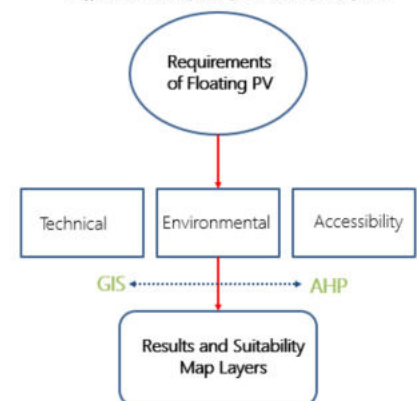 Requirements
of Floating PV
Technical
Environmental
Accessibility
GIS
AHP
Results and Suitability
Map Layers